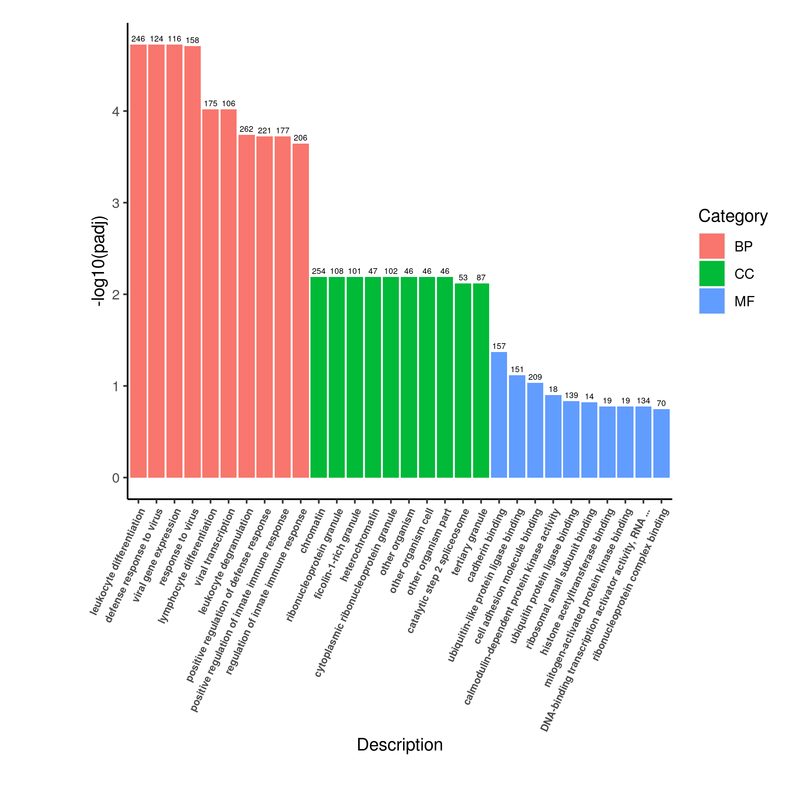 246 124 116 158
175 106
262 221 177
206
254 108 101 47 102 46 46 46
53 87
157
151
209
18
139 14
19 19 134
70
4
3
2
1
0
-log10(padj)
leukocyte differentiation
defense response to virus
viral gene expression
response to virus
lymphocyte differentiation
viral transcription
leukocyte degranulation
positive regulation of defense response
positive regulation of innate immune response
regulation of innate immune response
chromatin
ribonucleoprotein granule
ficolin-1-rich granule
heterochromatin
cytoplasmic ribonucleoprotein granule
other organism
other organism cell
other organism part
catalytic step 2 spliceosome
tertiary granule
cadherin binding
ubiquitin-like protein ligase binding
cell adhesion molecule binding
calmodulin-dependent protein kinase activity
ubiquitin protein ligase binding
ribosomal small subunit binding
histone acetyltransferase binding
mitogen-activated protein kinase binding
DNA-binding transcription activator activity, RNA ...
ribonucleoprotein complex binding
Description
Category
BP
CC
MF